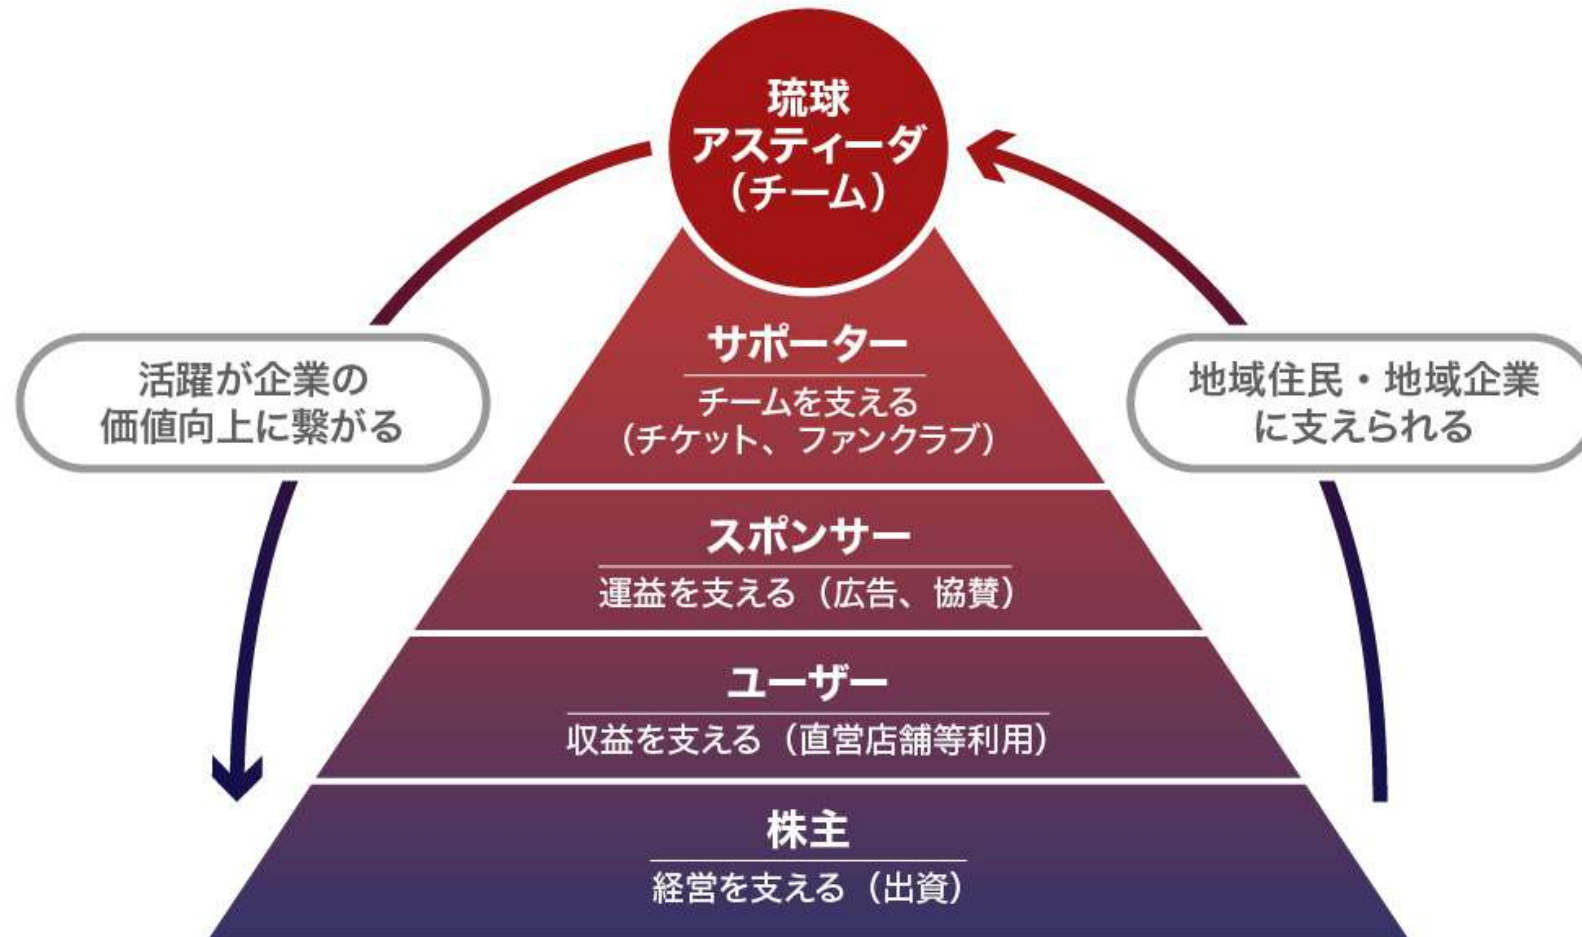 琉球
アスティーダ
（チーム）
活躍が企業の
価値向上に繋がる
地域住民・地域企業
に支えられる
サポーター
チームを支える
（チケット、ファンクラブ）
スポンサー
運益を支える（広告、協賛）
ユーザー
収益を支える（直営店舗等利用）
株主
経営を支える（出資）